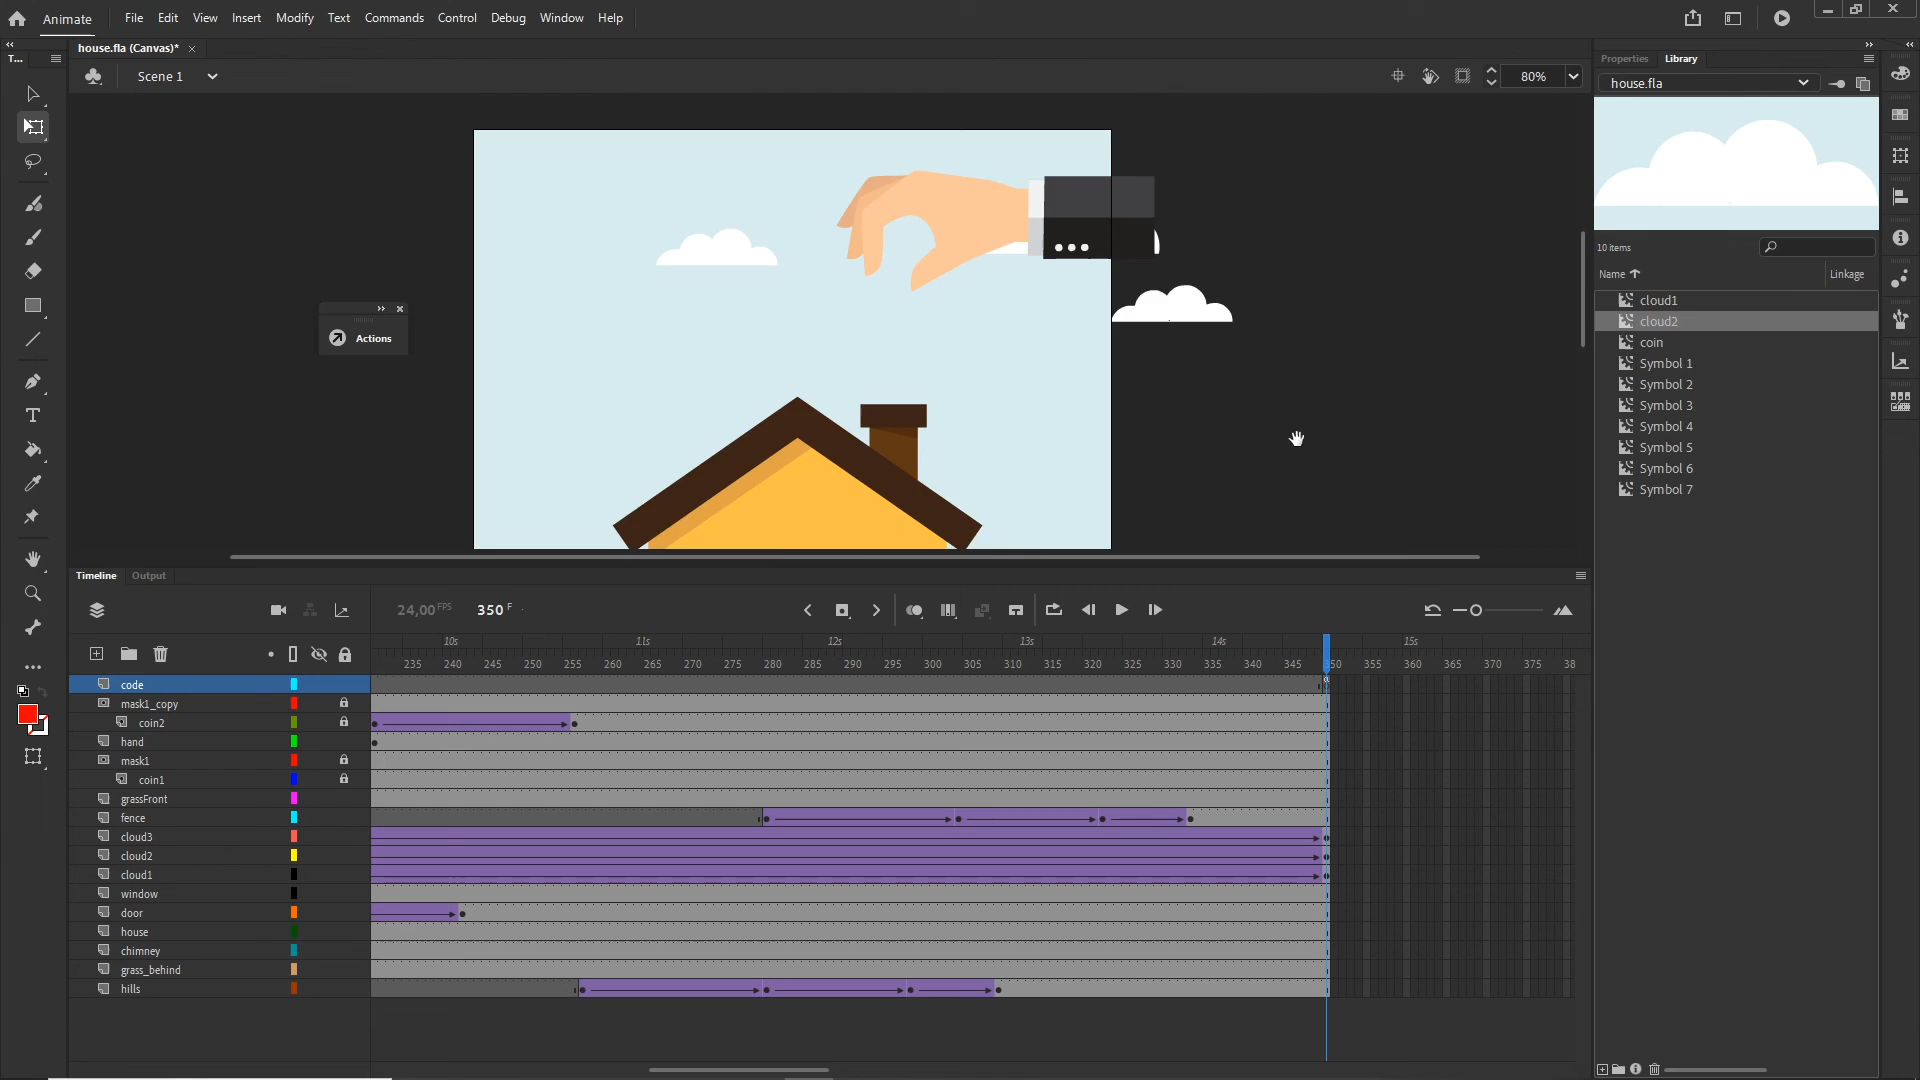 Animate File Edit View Insert Modify Text Commands Control Debug Window Help
house.fla (Canvas)*
T...
Properties Library
Scene 1
80%
house.fla
10 items
Name Linkage
cloud1
cloud2
coin
Symbol 1
Symbol 2
Symbol 3
Symbol 4
Symbol 5
Symbol 6
Symbol 7
Actions
Timeline Output
24,00 FPS 350 F
10s 11s 12s 13s 14s 15s
235 240 245 250 255 260 265 270 275 280 285 290 295 300 305 310 315 320 325 330 335 340 345 350 355 360 365 370 375 38
code
mask1_copy
coin2
hand
mask1
coin1
grassFront
fence
cloud3
cloud2
cloud1
window
door
house
chimney
grass_behind
hills